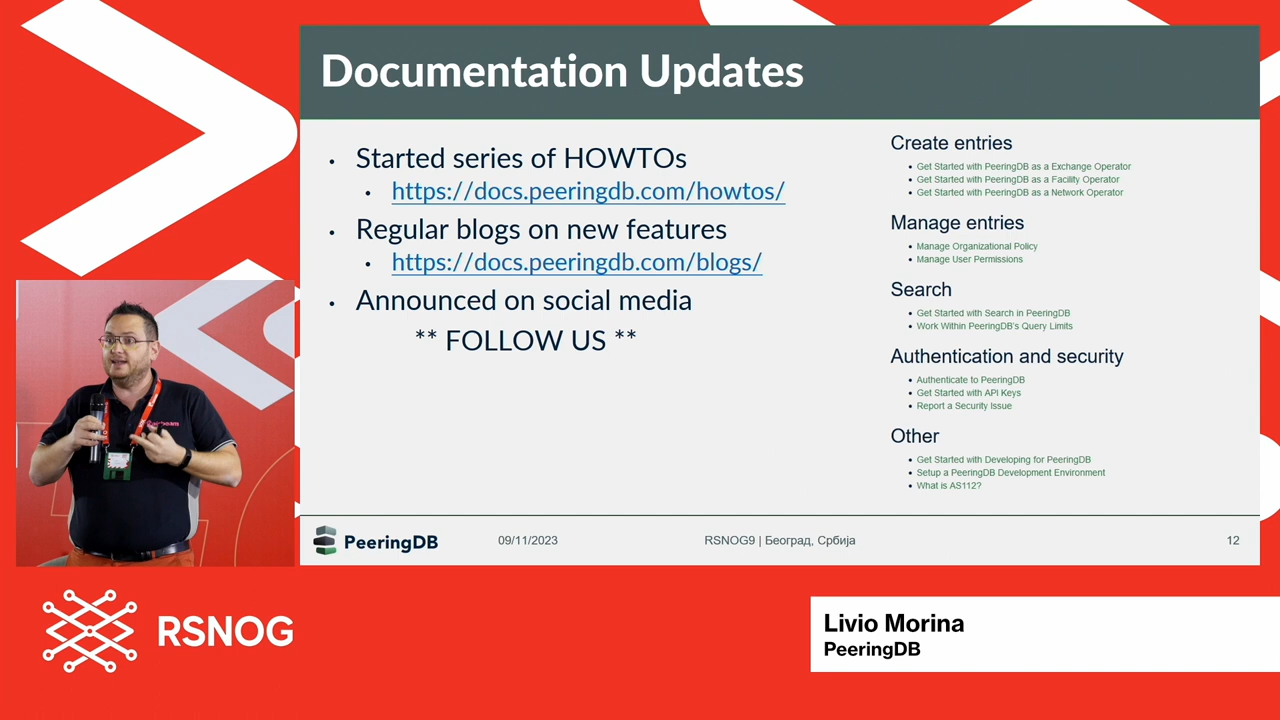 Documentation Updates
• Started series of HOWTOs
• https://docs.peeringdb.com/howtos/
• Regular blogs on new features
• https://docs.peeringdb.com/blogs/
• Announced on social media
** FOLLOW US **
Create entries
• Get Started with PeeringDB as a Exchange Operator
• Get Started with PeeringDB as a Facility Operator
• Get Started with PeeringDB as a Network Operator
Manage entries
• Manage Organizational Policy
• Manage User Permissions
Search
• Get Started with Search in PeeringDB
• Work Within PeeringDB's Query Limits
Authentication and security
• Authenticate to PeeringDB
• Get Started with API Keys
• Report a Security Issue
Other
• Get Started with Developing for PeeringDB
• Setup a PeeringDB Development Environment
• What is AS112?
PeeringDB
09/11/2023
RSNOG9 | Београд, Србија
12
RSNOG
Livio Morina
PeeringDB